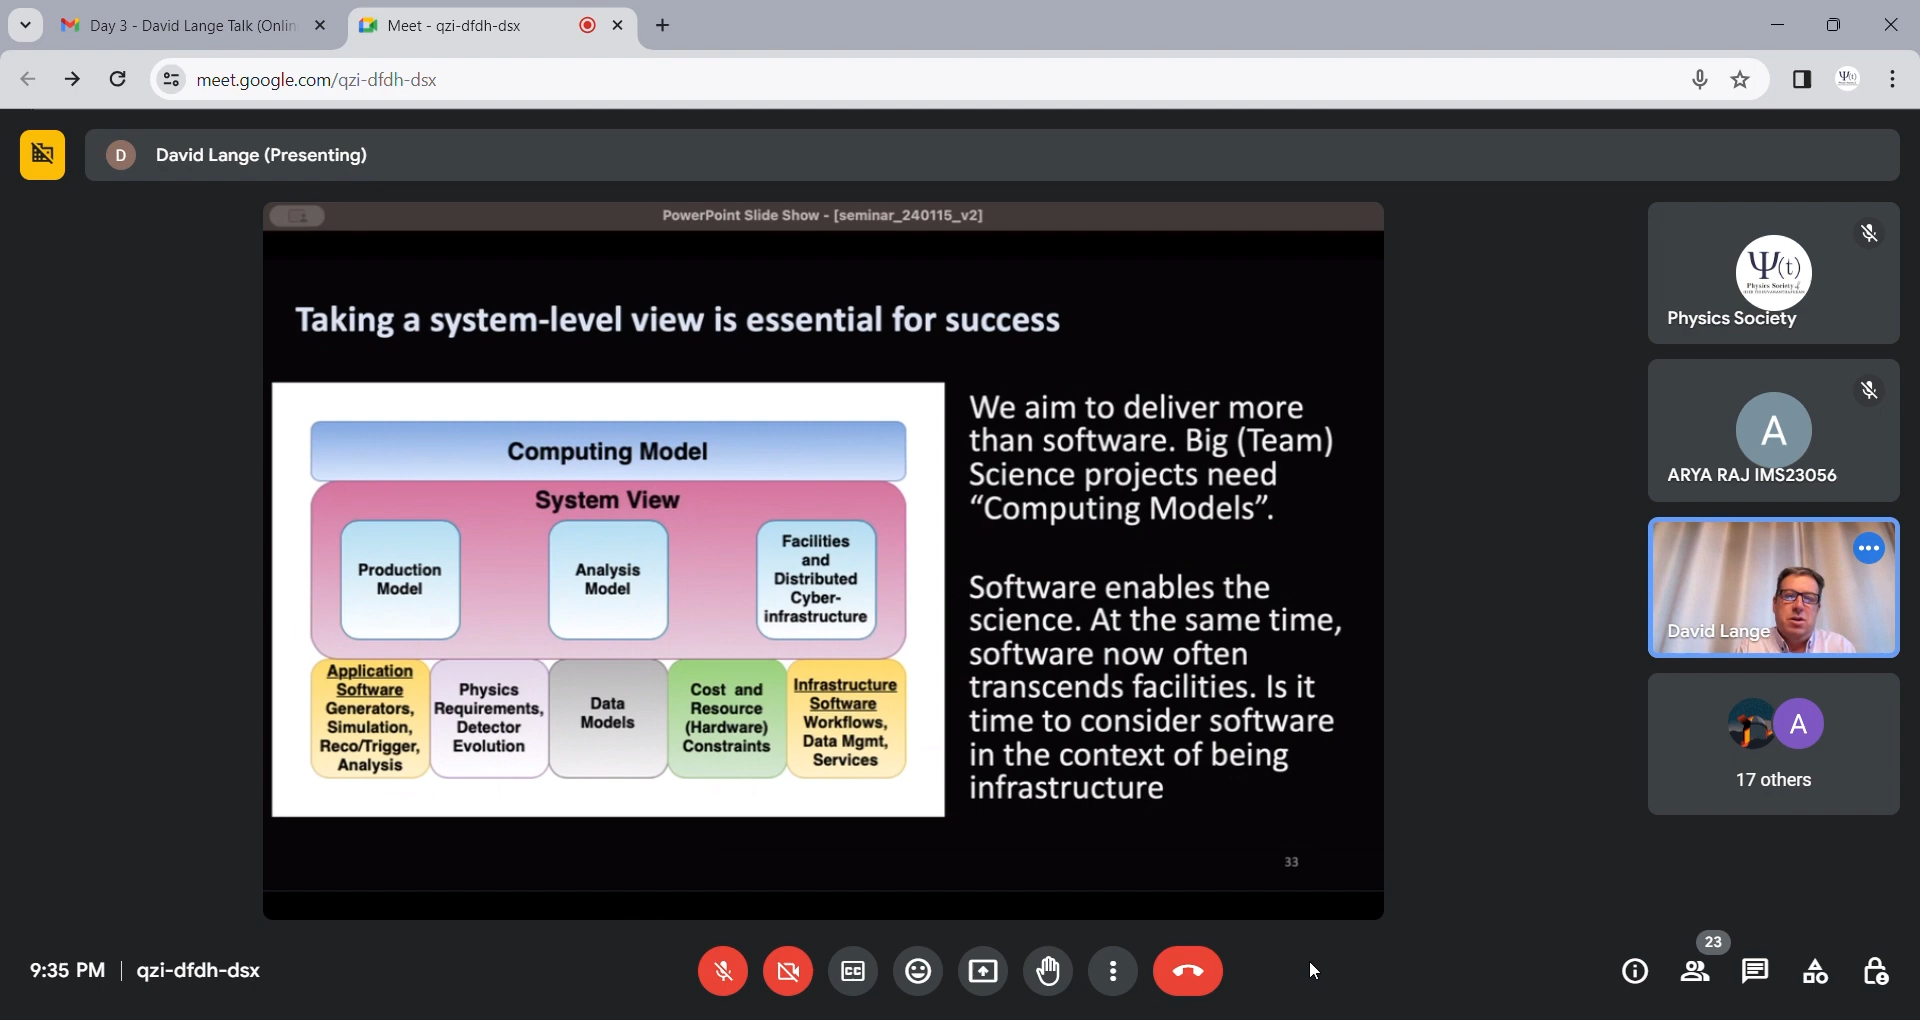 Day 3 - David Lange Talk (Onlin
Meet - qzi-dfdh-dsx
meet.google.com/qzi-dfdh-dsx
Ψ(t)
D
David Lange (Presenting)
PowerPoint Slide Show - [seminar_240115_v2]
Taking a system-level view is essential for success
Computing Model
System View
Production
Model
Analysis
Model
Facilities
and
Distributed
Cyber-
infrastructure
Application
Software
Generators,
Simulation,
Reco/Trigger,
Analysis
Physics
Requirements,
Detector
Evolution
Data
Models
Cost and
Resource
(Hardware)
Constraints
Infrastructure
Software
Workflows,
Data Mgmt,
Services
We aim to deliver more
than software. Big (Team)
Science projects need
“Computing Models”.
Software enables the
science. At the same time,
software now often
transcends facilities. Is it
time to consider software
in the context of being
infrastructure
33
Ψ(t)
Physics Society of
Physics Society
A
ARYA RAJ IMS23056
David Lange
A
17 others
9:35 PM | qzi-dfdh-dsx
CC
23